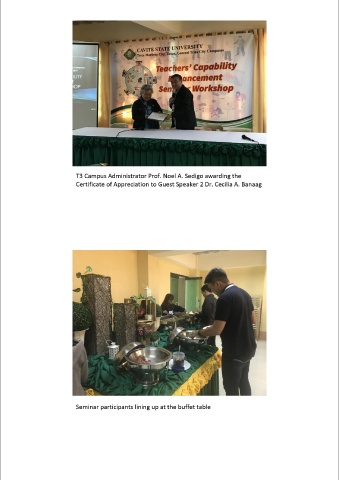 CAVITE STATE UNIVERSITY
Teachers' Capability
Enhancement
Seminar Workshop
T3 Campus Administrator Prof. Noel A. Sedigo awarding the
Certificate of Appreciation to Guest Speaker 2 Dr. Cecilia A. Banaag
Seminar participants lining up at the buffet table